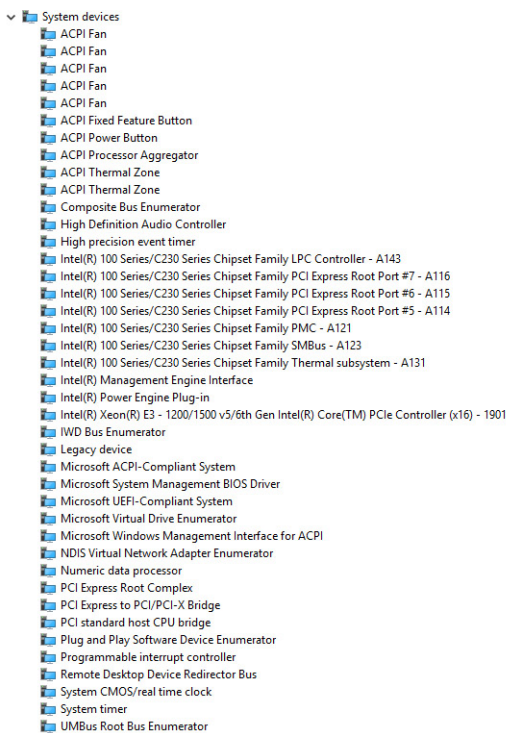 System devices
ACPI Fan
ACPI Fan
ACPI Fan
ACPI Fan
ACPI Fan
ACPI Fixed Feature Button
ACPI Power Button
ACPI Processor Aggregator
ACPI Thermal Zone
ACPI Thermal Zone
Composite Bus Enumerator
High Definition Audio Controller
High precision event timer
Intel(R) 100 Series/C230 Series Chipset Family LPC Controller - A143
Intel(R) 100 Series/C230 Series Chipset Family PCI Express Root Port #7 - A116
Intel(R) 100 Series/C230 Series Chipset Family PCI Express Root Port #6 - A115
Intel(R) 100 Series/C230 Series Chipset Family PCI Express Root Port #5 - A114
Intel(R) 100 Series/C230 Series Chipset Family PMC - A121
Intel(R) 100 Series/C230 Series Chipset Family SMBus - A123
Intel(R) 100 Series/C230 Series Chipset Family Thermal subsystem - A131
Intel(R) Management Engine Interface
Intel(R) Power Engine Plug-in
Intel(R) Xeon(R) E3 - 1200/1500 v5/6th Gen Intel(R) Core(TM) PCIe Controller (x16) - 1901
IWD Bus Enumerator
Legacy device
Microsoft ACPI-Compliant System
Microsoft System Management BIOS Driver
Microsoft UEFI-Compliant System
Microsoft Virtual Drive Enumerator
Microsoft Windows Management Interface for ACPI
NDIS Virtual Network Adapter Enumerator
Numeric data processor
PCI Express Root Complex
PCI Express to PCI/PCI-X Bridge
PCI standard host CPU bridge
Plug and Play Software Device Enumerator
Programmable interrupt controller
Remote Desktop Device Redirector Bus
System CMOS/real time clock
System timer
UMBus Root Bus Enumerator